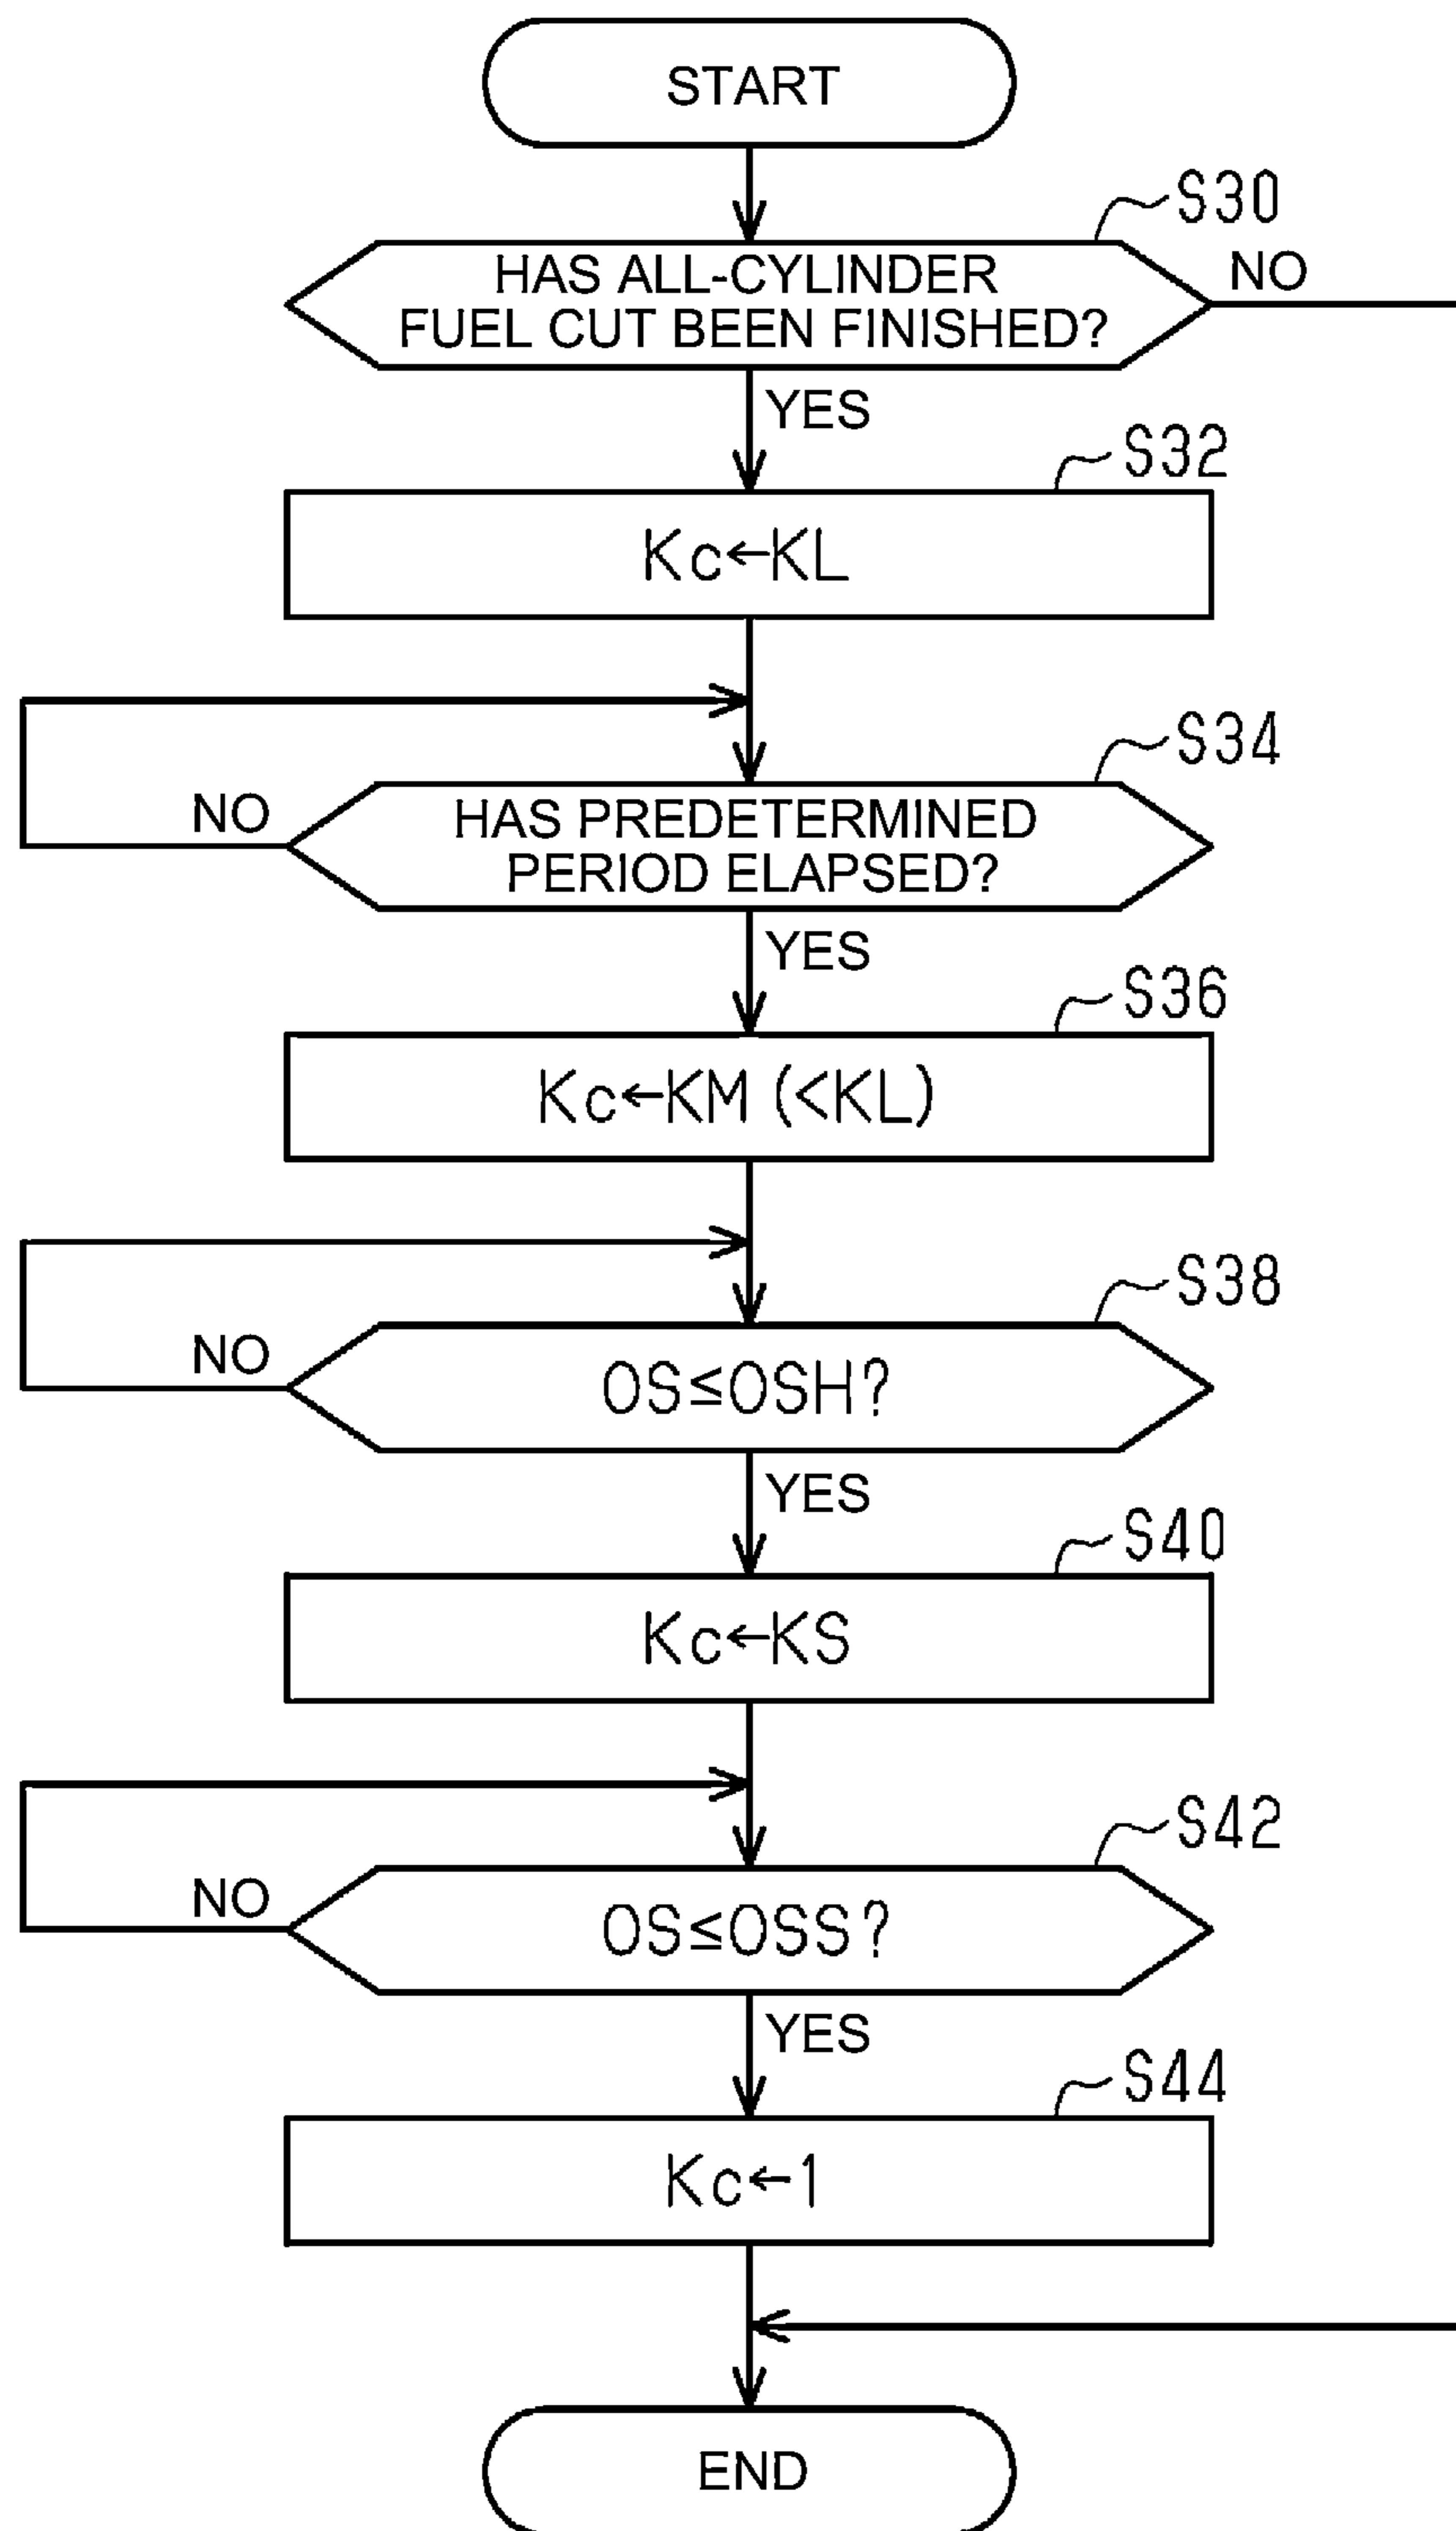 START
S30
HAS ALL-CYLINDER
FUEL CUT BEEN FINISHED?
NO
YES
S32
Kc←KL
S34
NO
HAS PREDETERMINED
PERIOD ELAPSED?
YES
S36
Kc←KM (<KL)
S38
NO
OS≤OSH?
YES
S40
Kc←KS
S42
NO
OS≤OSS?
YES
S44
Kc←1
END